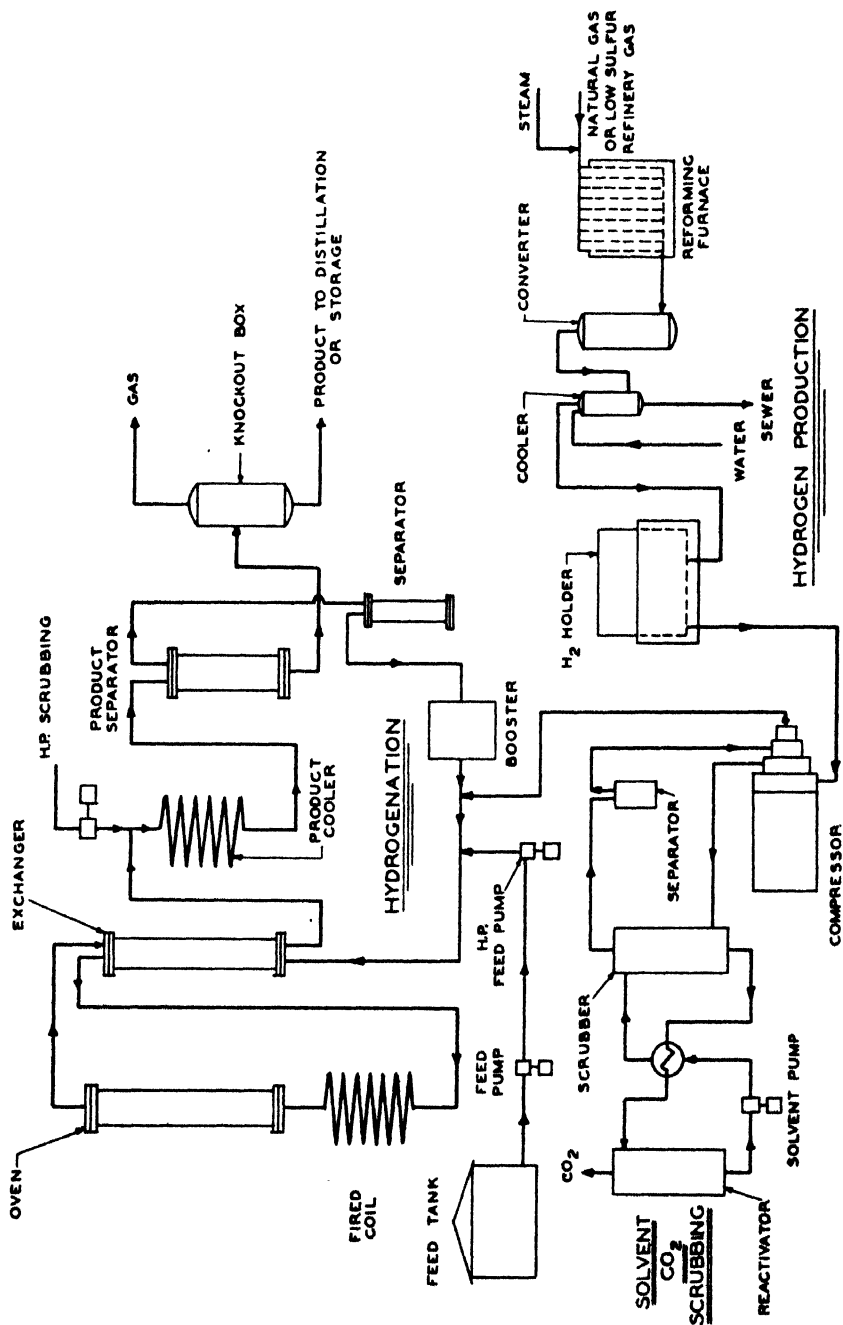 OVEN
EXCHANGER
H.P. SCRUBBING
PRODUCT
SEPARATOR
GAS
KNOCKOUT BOX
PRODUCT TO DISTILLATION
OR STORAGE
FIRED
COIL
PRODUCT
COOLER
HYDROGENATION
SEPARATOR
BOOSTER
FEED TANK
FEED
PUMP
H.P.
FEED PUMP
CO2
SOLVENT
CO2
SCRUBBING
REACTIVATOR
SOLVENT PUMP
SCRUBBER
SEPARATOR
COMPRESSOR
H2 HOLDER
COOLER
CONVERTER
STEAM
NATURAL GAS
OR LOW SULFUR
REFINERY GAS
REFORMING
FURNACE
WATER
SEWER
HYDROGEN PRODUCTION